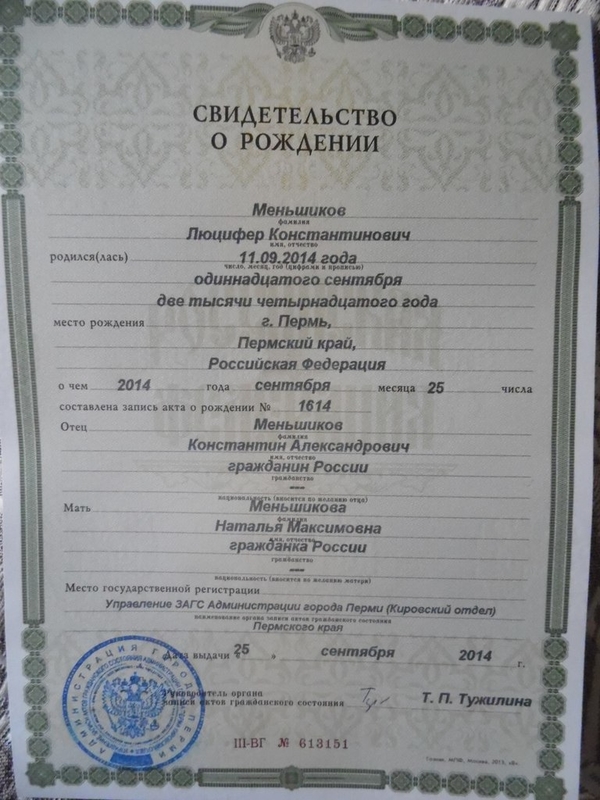 СВИДЕТЕЛЬСТВО
О РОЖДЕНИИ
Меньшиков
фамилия
Люцифер Константинович
имя, отчество
родился(лась) 11.09.2014 года
число, месяц, год (цифрами и прописью)
одиннадцатого сентября
две тысячи четырнадцатого года
место рождения г. Пермь,
Пермский край,
Российская Федерация
о чем 2014 года сентября месяца 25 числа
составлена запись акта о рождении № 1614
Отец Меньшиков
фамилия
Константин Александрович
имя, отчество
гражданин России
гражданство
---
национальность (вносится по желанию отца)
Мать Меньшикова
фамилия
Наталья Максимовна
имя, отчество
гражданка России
гражданство
---
национальность (вносится по желанию матери)
Место государственной регистрации
Управление ЗАГС Администрации города Перми (Кировский отдел)
наименование органа записи актов гражданского состояния
Пермского края
Дата выдачи « 25 » сентября 2014 г.
Руководитель органа
записи актов гражданского состояния Т. П. Тужилина
АДМИНИСТРАЦИЯ ГОРОДА ПЕРМИ
III-ВГ № 613151